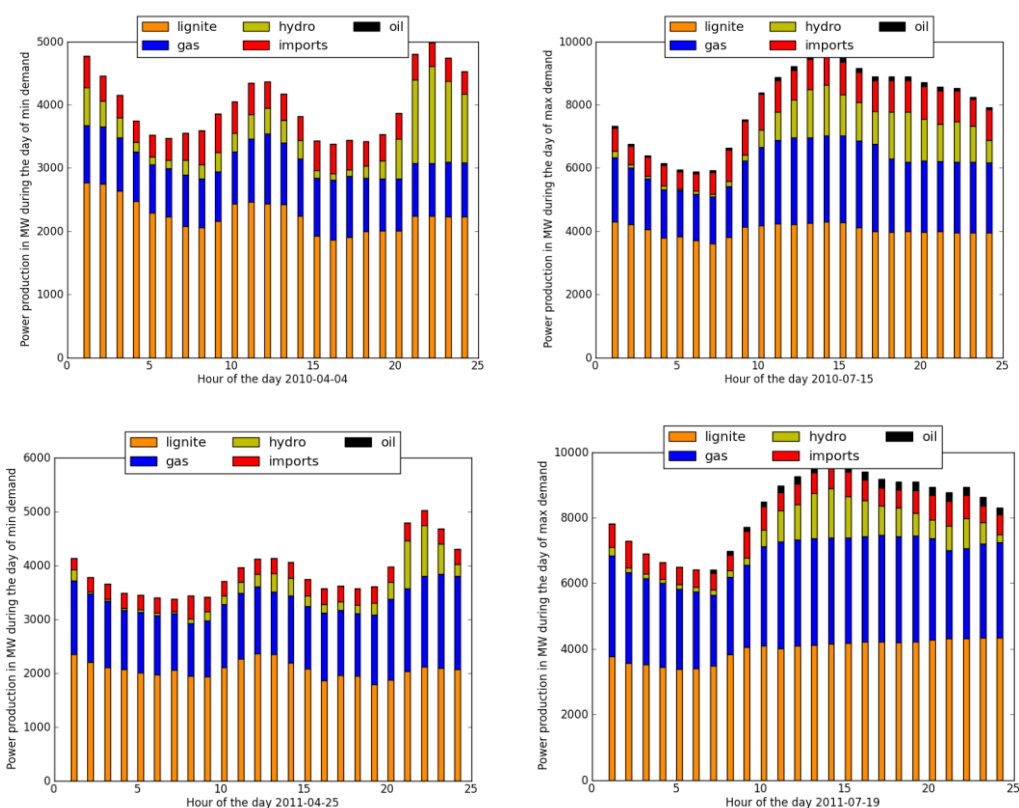 lignite hydro oil
gas imports
Power production in MW during the day of min demand
5000
4000
3000
2000
1000
0
0 5 10 15 20 25
Hour of the day 2010-04-04
lignite hydro oil
gas imports
Power production in MW during the day of max demand
10000
8000
6000
4000
2000
0
0 5 10 15 20 25
Hour of the day 2010-07-15
lignite hydro oil
gas imports
Power production in MW during the day of min demand
6000
5000
4000
3000
2000
1000
0
0 5 10 15 20 25
Hour of the day 2011-04-25
lignite hydro oil
gas imports
Power production in MW during the day of max demand
10000
8000
6000
4000
2000
0
0 5 10 15 20 25
Hour of the day 2011-07-19